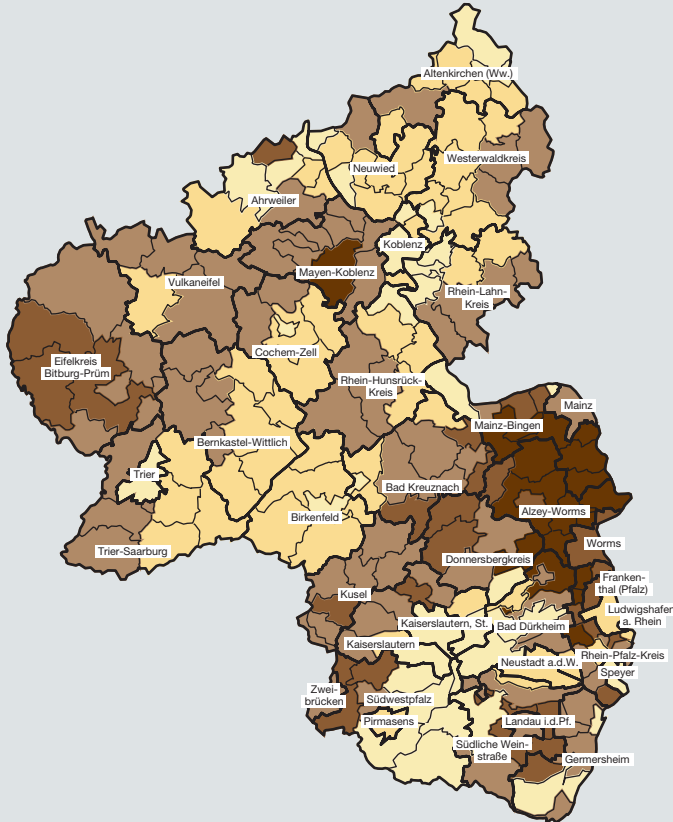 Altenkirchen (Ww.)
Neuwied
Westerwaldkreis
Ahrweiler
Koblenz
Mayen-Koblenz
Vulkaneifel
Rhein-Lahn-
Kreis
Cochem-Zell
Eifelkreis
Bitburg-Prüm
Rhein-Hunsrück-
Kreis
Mainz
Mainz-Bingen
Bernkastel-Wittlich
Trier
Bad Kreuznach
Alzey-Worms
Birkenfeld
Worms
Trier-Saarburg
Donnersbergkreis
Franken-
thal (Pfalz)
Kusel
Ludwigshafen
a. Rhein
Kaiserslautern, St.
Bad Dürkheim
Kaiserslautern
Rhein-Pfalz-Kreis
Neustadt a.d.W.
Speyer
Zwei-
brücken
Südwestpfalz
Pirmasens
Landau i.d.Pf.
Südliche Wein-
straße
Germersheim